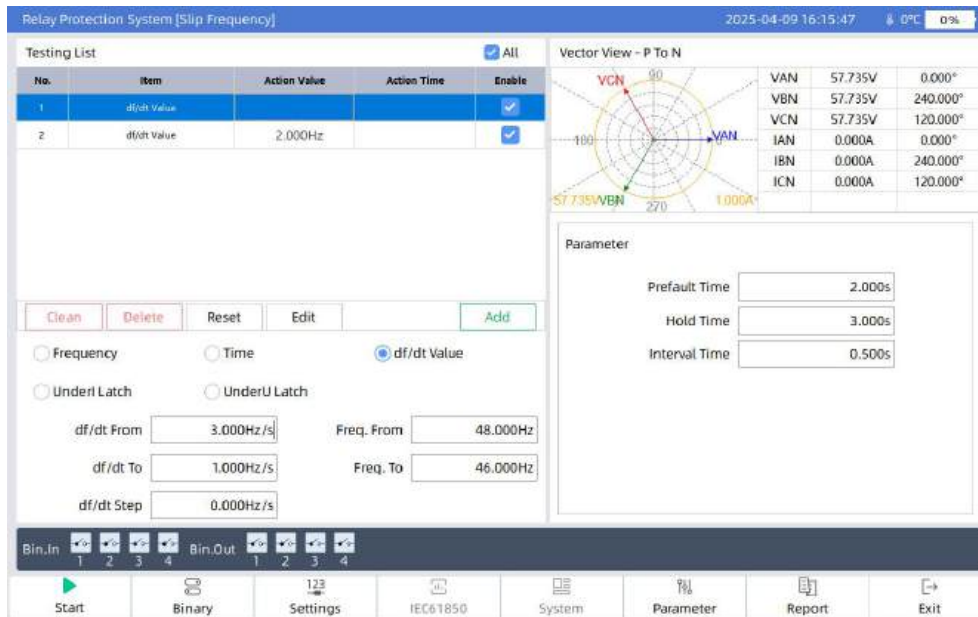 Relay Protection System [Slip Frequency] 2025-04-09 16:15:47 0°C 0%
Testing List All
No. Item Action Value Action Time Enable
1 df/dt Value
2 df/dt Value 2.000Hz
Clean Delete Reset Edit Add
Frequency Time df/dt Value
UnderI Latch UnderU Latch
df/dt From 3.000Hz/s Freq. From 48.000Hz
df/dt To 1.000Hz/s Freq. To 46.000Hz
df/dt Step 0.000Hz/s
Vector View - P To N
VCN 90
180 VAN 0
57.735V VBN 270 1.000A
VAN 57.735V 0.000°
VBN 57.735V 240.000°
VCN 57.735V 120.000°
IAN 0.000A 0.000°
IBN 0.000A 240.000°
ICN 0.000A 120.000°
Parameter
Prefault Time 2.000s
Hold Time 3.000s
Interval Time 0.500s
Bin.In 1 2 3 4 Bin.Out 1 2 3 4
123
Start Binary Settings IEC61850 System Parameter Report Exit